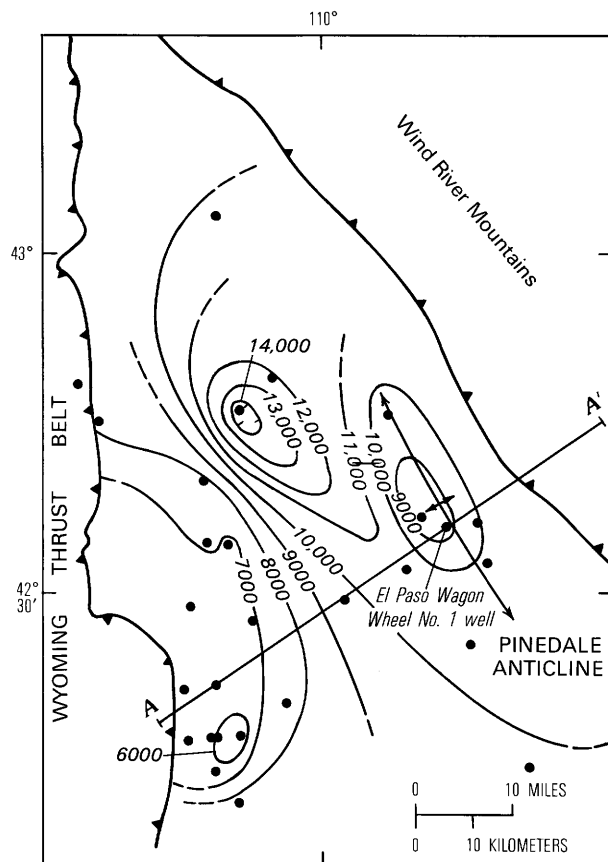 110°
Wind River Mountains
43°
14,000
13,000
12,000
11,000
10,000
9000
A'
WYOMING THRUST BELT
10,000
9000
8000
7000
42°
30'
El Paso Wagon
Wheel No. 1 well
PINEDALE
ANTICLINE
A
6000
0 10 MILES
0 10 KILOMETERS